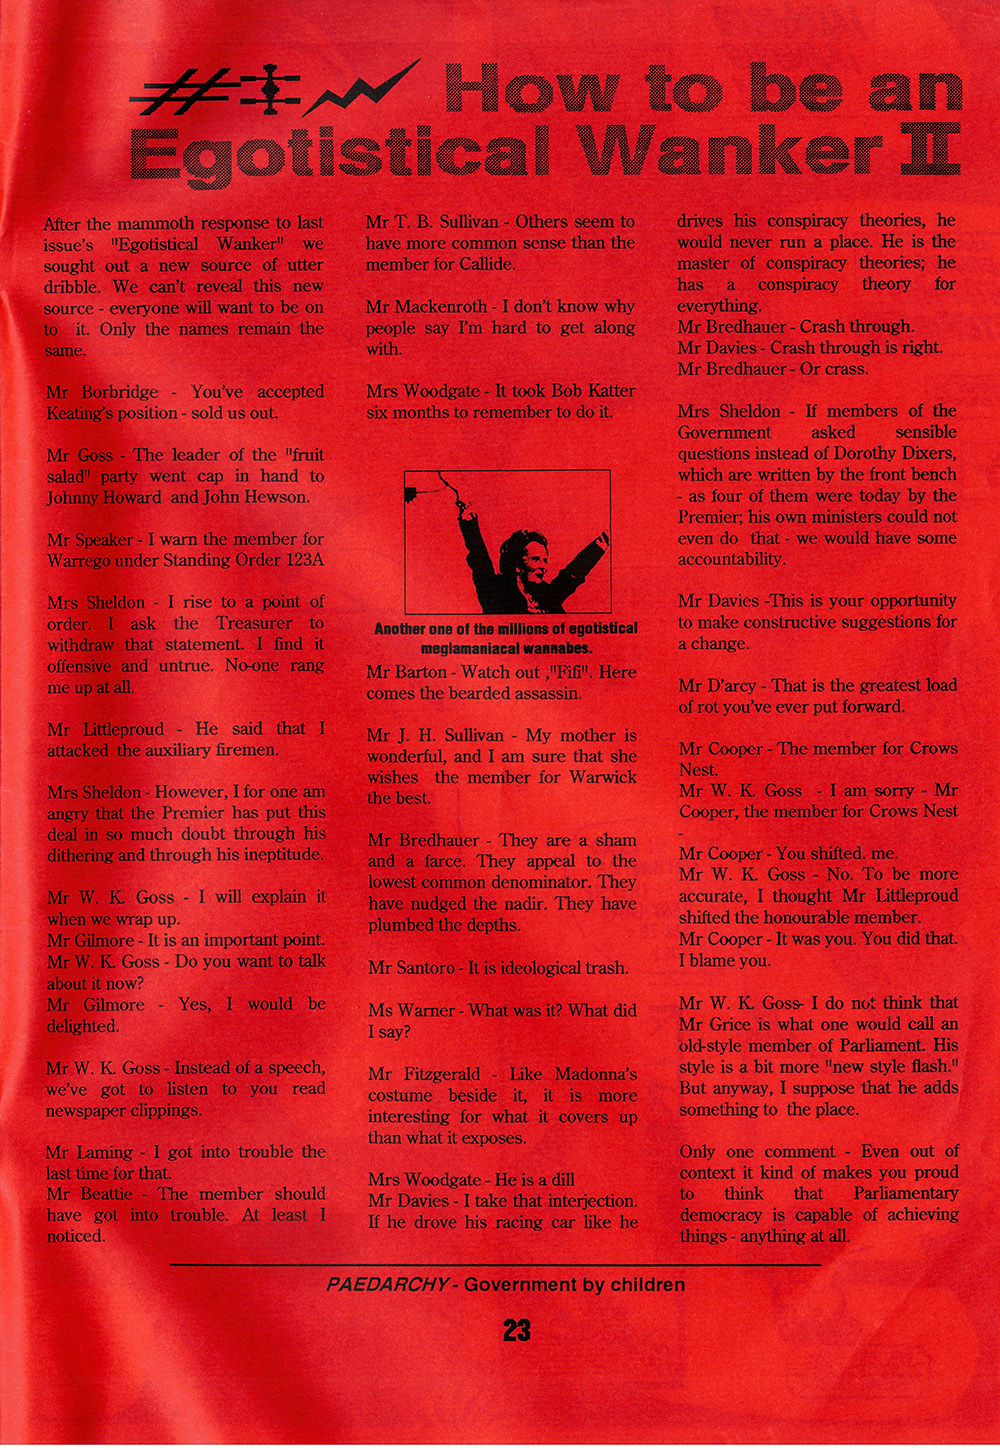 How to be an
Egotistical Wanker II
After the mammoth response to last
issue's "Egotistical Wanker" we
sought out a new source of utter
dribble. We can't reveal this new
source - everyone will want to be on
to it. Only the names remain the
same.
Mr Borbridge - You've accepted
Keating's position - sold us out.
Mr Goss - The leader of the "fruit
salad" party went cap in hand to
Johnny Howard and John Hewson.
Mr Speaker - I warn the member for
Warrego under Standing Order 123A
Mrs Sheldon - I rise to a point of
order. I ask the Treasurer to
withdraw that statement. I find it
offensive and untrue. No-one rang
me up at all.
Mr Littleproud - He said that I
attacked the auxiliary firemen.
Mrs Sheldon - However, I for one am
angry that the Premier has put this
deal in so much doubt through his
dithering and through his ineptitude.
Mr W. K. Goss - I will explain it
when we wrap up.
Mr Gilmore - It is an important point.
Mr W. K. Goss - Do you want to talk
about it now?
Mr Gilmore - Yes, I would be
delighted.
Mr W. K. Goss - Instead of a speech,
we've got to listen to you read
newspaper clippings.
Mr Laming - I got into trouble the
last time for that.
Mr Beattie - The member should
have got into trouble. At least I
noticed.
Mr T. B. Sullivan - Others seem to
have more common sense than the
member for Callide.
Mr Mackenroth - I don't know why
people say I'm hard to get along
with.
Mrs Woodgate - It took Bob Katter
six months to remember to do it.
Another one of the millions of egotistical
meglamaniacal wannabes.
Mr Barton - Watch out ,"Fifi". Here
comes the bearded assassin.
Mr J. H. Sullivan - My mother is
wonderful, and I am sure that she
wishes the member for Warwick
the best.
Mr Bredhauer - They are a sham
and a farce. They appeal to the
lowest common denominator. They
have nudged the nadir. They have
plumbed the depths.
Mr Santoro - It is ideological trash.
Ms Warner - What was it? What did
I say?
Mr Fitzgerald - Like Madonna's
costume beside it, it is more
interesting for what it covers up
than what it exposes.
Mrs Woodgate - He is a dill
Mr Davies - I take that interjection.
If he drove his racing car like he
drives his conspiracy theories, he
would never run a place. He is the
master of conspiracy theories; he
has a conspiracy theory for
everything.
Mr Bredhauer - Crash through.
Mr Davies - Crash through is right.
Mr Bredhauer - Or crass.
Mrs Sheldon - If members of the
Government asked sensible
questions instead of Dorothy Dixers,
which are written by the front bench
- as four of them were today by the
Premier; his own ministers could not
even do that - we would have some
accountability.
Mr Davies -This is your opportunity
to make constructive suggestions for
a change.
Mr D'arcy - That is the greatest load
of rot you've ever put forward.
Mr Cooper - The member for Crows
Nest.
Mr W. K. Goss - I am sorry - Mr
Cooper, the member for Crows Nest
-
Mr Cooper - You shifted. me.
Mr W. K. Goss - No. To be more
accurate, I thought Mr Littleproud
shifted the honourable member.
Mr Cooper - It was you. You did that.
I blame you.
Mr W. K. Goss- I do not think that
Mr Grice is what one would call an
old-style member of Parliament. His
style is a bit more "new style flash."
But anyway, I suppose that he adds
something to the place.
Only one comment - Even out of
context it kind of makes you proud
to think that Parliamentary
democracy is capable of achieving
things - anything at all.
PAEDARCHY - Government by children
23